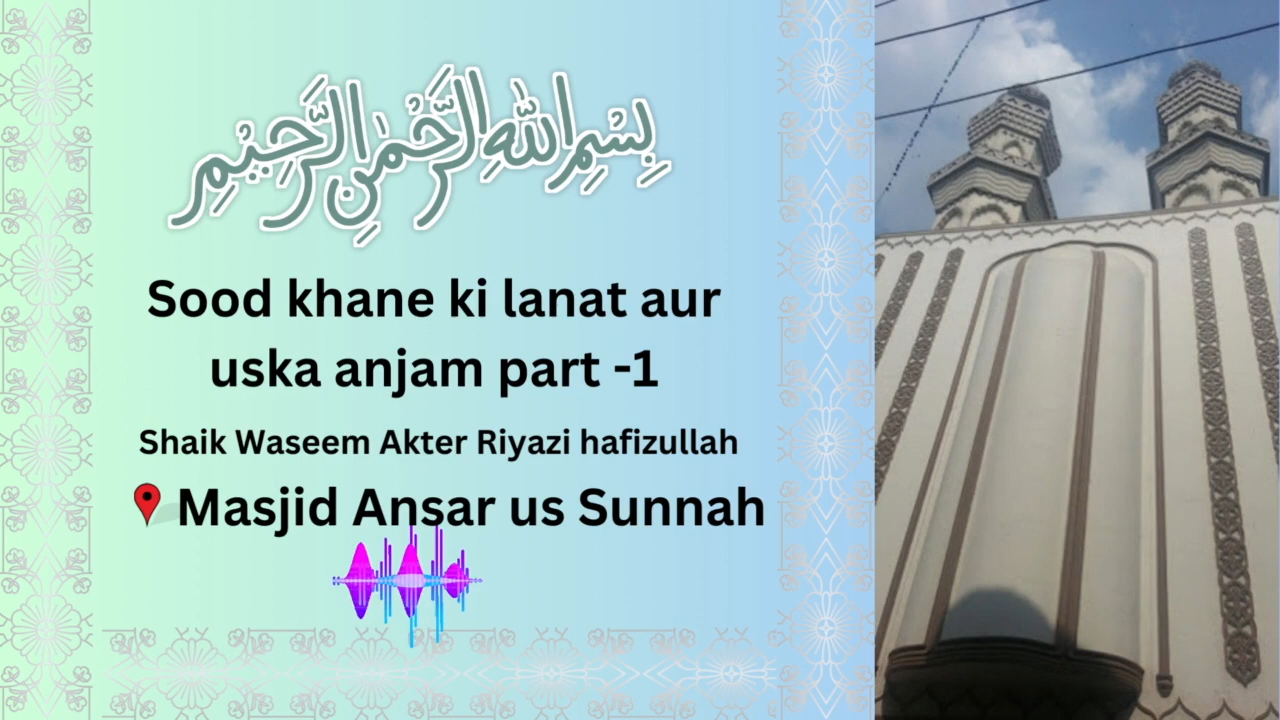 بِسْمِ اللهِ الرَّحْمٰنِ الرَّحِيْمِ
Sood khane ki lanat aur
uska anjam part -1
Shaik Waseem Akter Riyazi hafizullah
Masjid Ansar us Sunnah